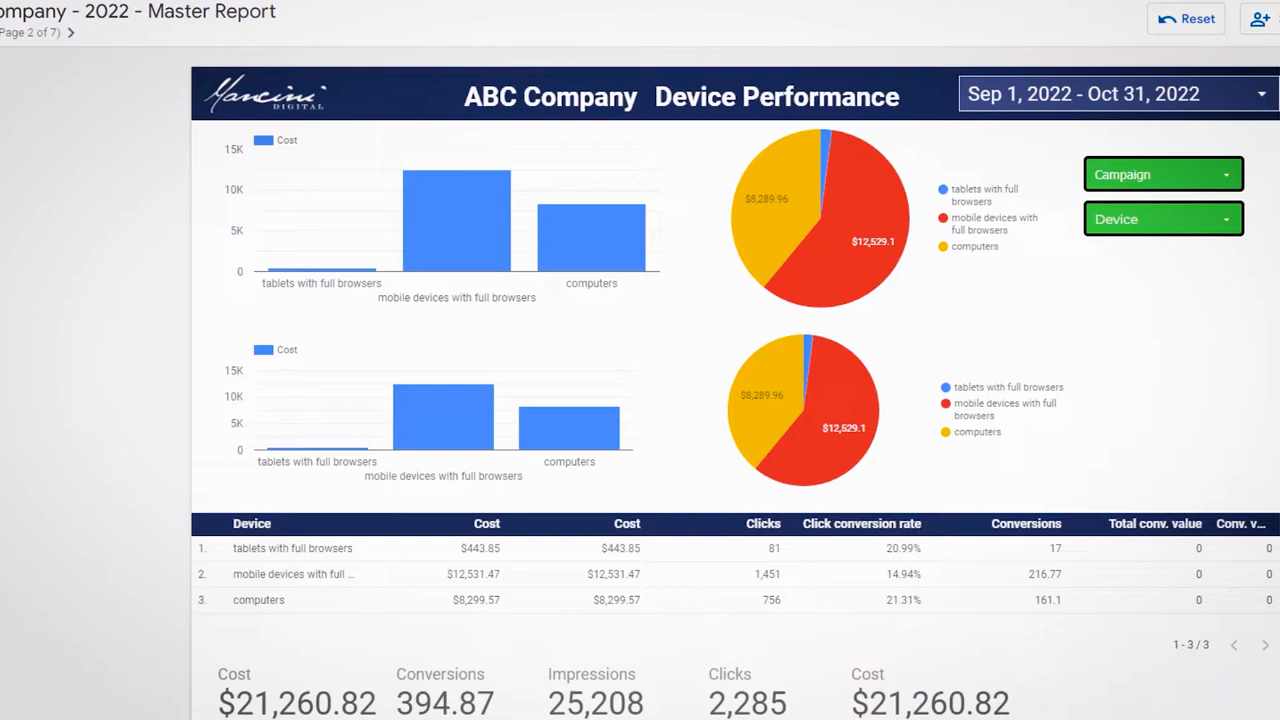 ompany - 2022 - Master Report
Page 2 of 7)
Reset
Mancini
DIGITAL
ABC Company Device Performance
Sep 1, 2022 - Oct 31, 2022
Cost
15K
10K
5K
0
tablets with full browsers
mobile devices with full browsers
computers
$8,289.96
$12,529.1
tablets with full
browsers
mobile devices with
full browsers
computers
Campaign
Device
Cost
15K
10K
5K
0
tablets with full browsers
mobile devices with full browsers
computers
$8,289.96
$12,529.1
tablets with full browsers
mobile devices with full
browsers
computers
Device Cost Cost Clicks Click conversion rate Conversions Total conv. value Conv. v...
1. tablets with full browsers $443.85 $443.85 81 20.99% 17 0 0
2. mobile devices with full ... $12,531.47 $12,531.47 1,451 14.94% 216.77 0 0
3. computers $8,299.57 $8,299.57 756 21.31% 161.1 0 0
1 - 3 / 3
Cost Conversions Impressions Clicks Cost
$21,260.82 394.87 25,208 2,285 $21,260.82